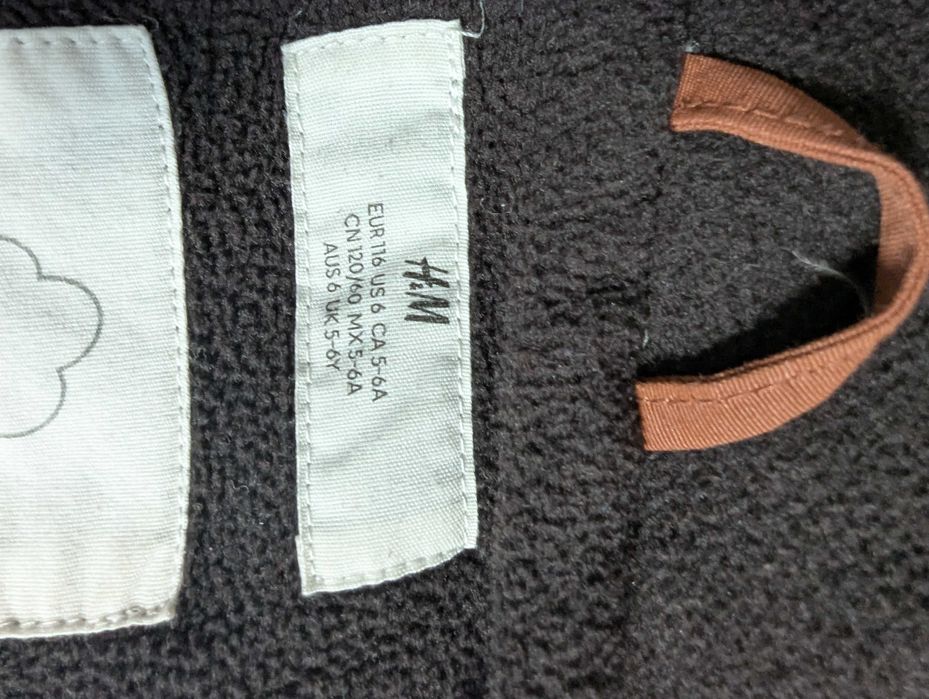 H&M
EUR 116 US 6 CA 5-6A
CN 120/60 MX 5-6A
AUS 6 UK 5-6Y